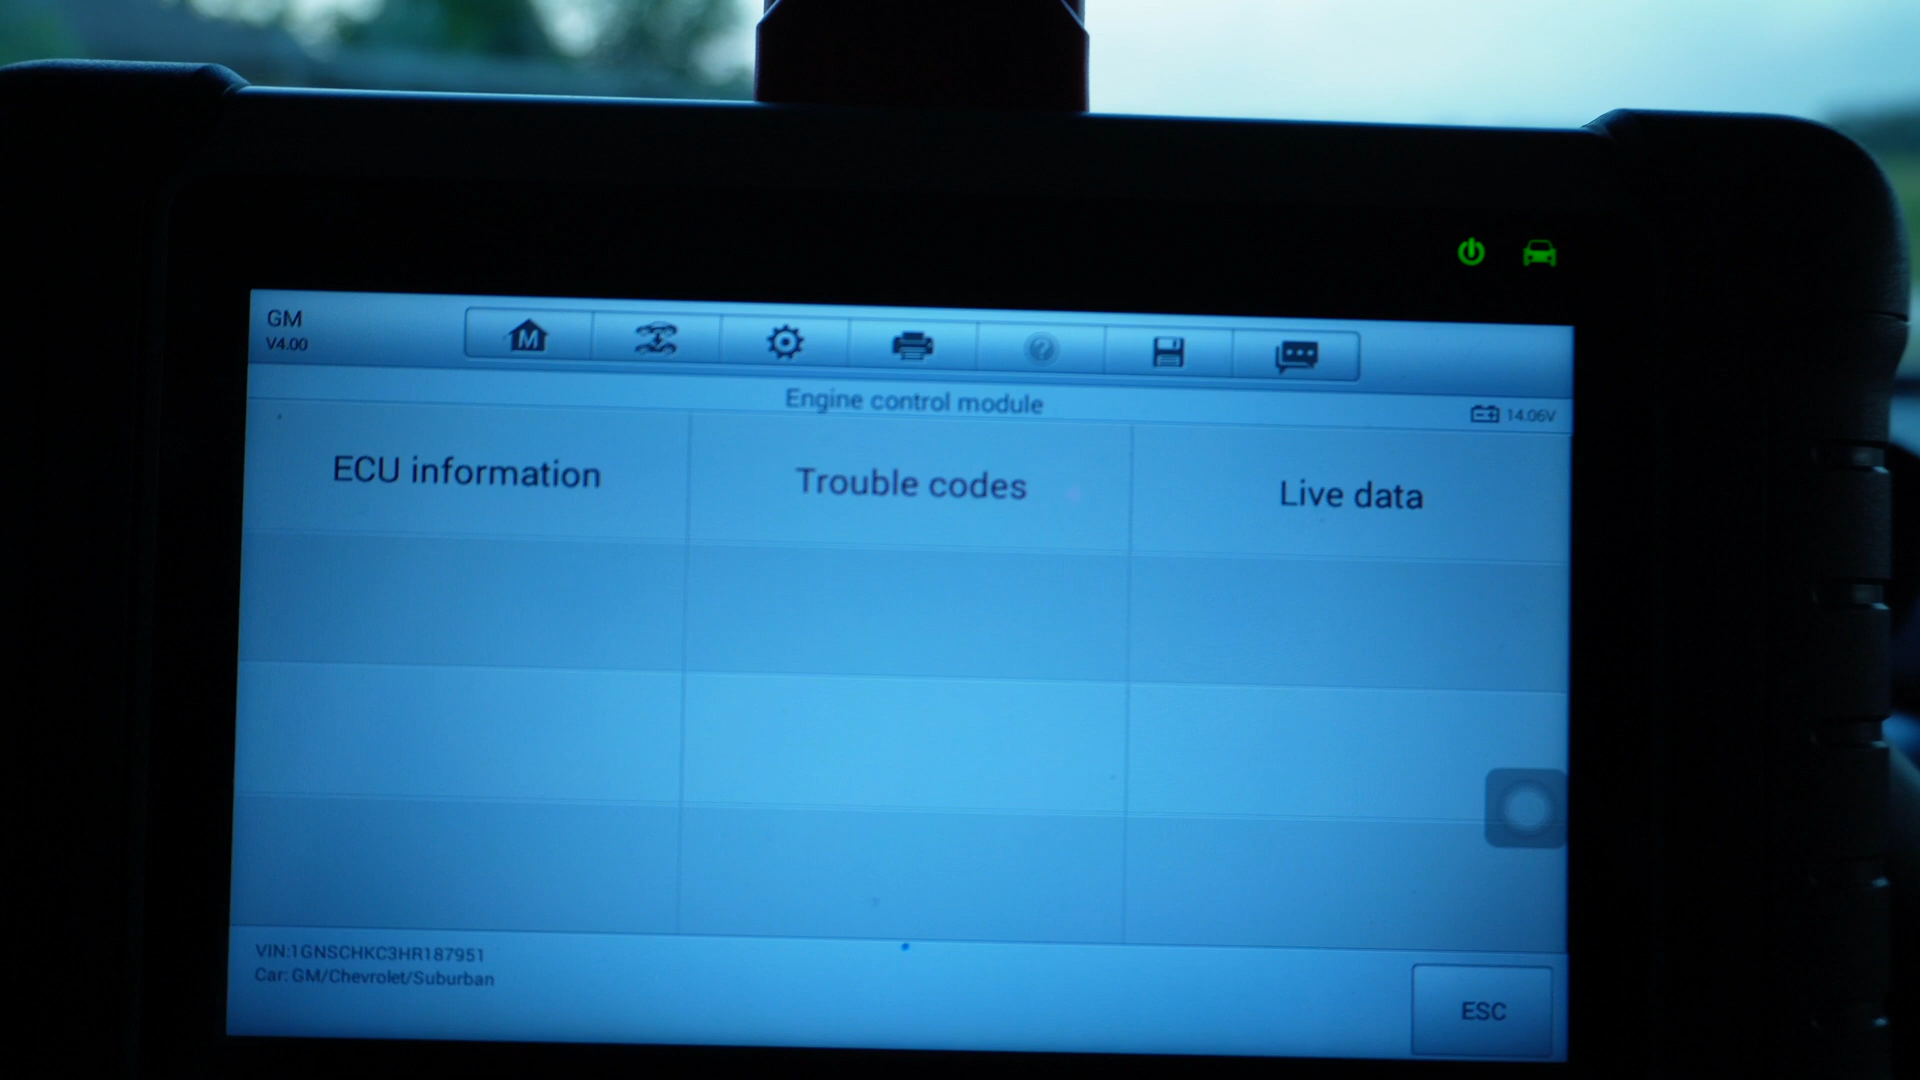 GM
V4.00
M
Engine control module
14.06V
ECU information
Trouble codes
Live data
VIN:1GNSCHKC3HR187951
Car: GM/Chevrolet/Suburban
ESC